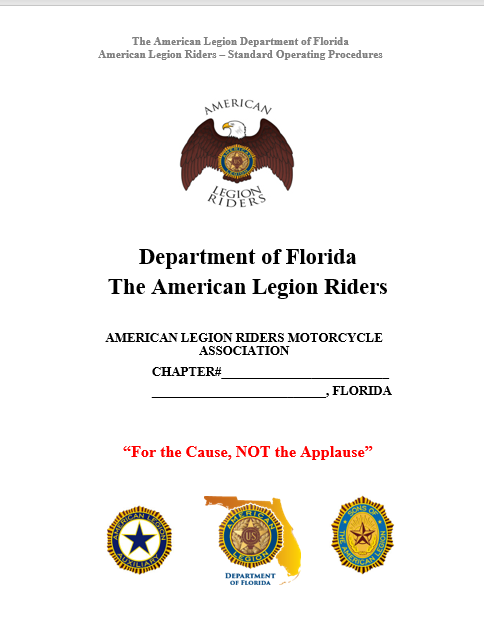 The American Legion Department of Florida
American Legion Riders – Standard Operating Procedures
AMERICAN
LEGION
RIDERS
Department of Florida
The American Legion Riders
AMERICAN LEGION RIDERS MOTORCYCLE
ASSOCIATION
CHAPTER#__________________________
___________________________, FLORIDA
“For the Cause, NOT the Applause”
AMERICAN LEGION
AUXILIARY
AMERICAN
U.S.
LEGION
DEPARTMENT
OF FLORIDA
SONS OF
THE AMERICAN LEGION